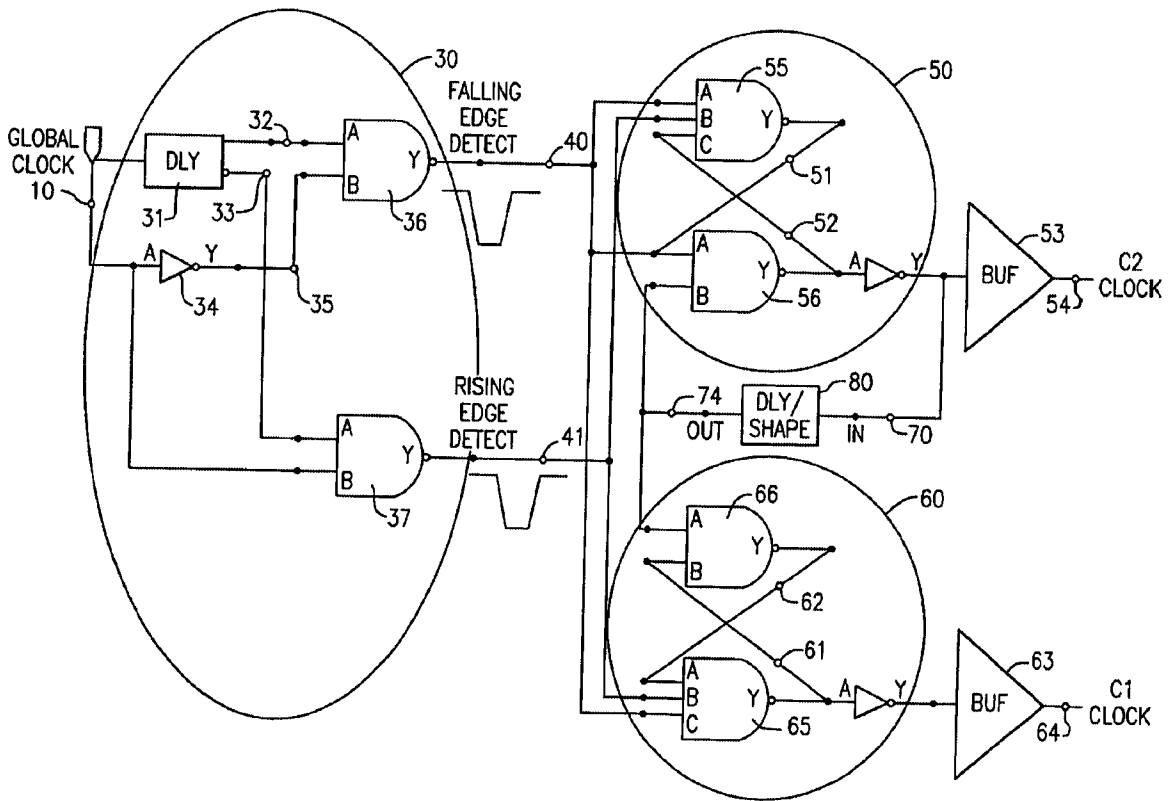 GLOBAL
CLOCK
10
DLY
31
32
33
A
Y
34
35
30
A
B
Y
36
FALLING
EDGE
DETECT
40
A
B
Y
37
RISING
EDGE
DETECT
41
55
A
B
C
Y
50
51
52
A
B
Y
56
A
Y
53
BUF
54
C2
CLOCK
74
OUT
DLY/
SHAPE
80
IN
70
66
A
B
Y
60
62
61
A
B
C
Y
65
A
Y
63
BUF
64
C1
CLOCK